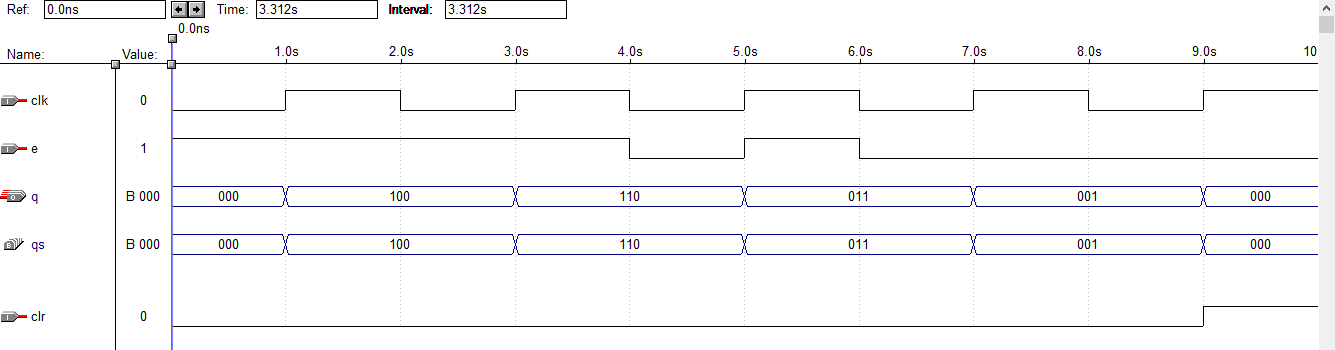 Ref: 0.0ns Time: 3.312s Interval: 3.312s
0.0ns
Name: Value: 1.0s 2.0s 3.0s 4.0s 5.0s 6.0s 7.0s 8.0s 9.0s 10
clk 0
e 1
q B 000 000 100 110 011 001 000
qs B 000 000 100 110 011 001 000
clr 0